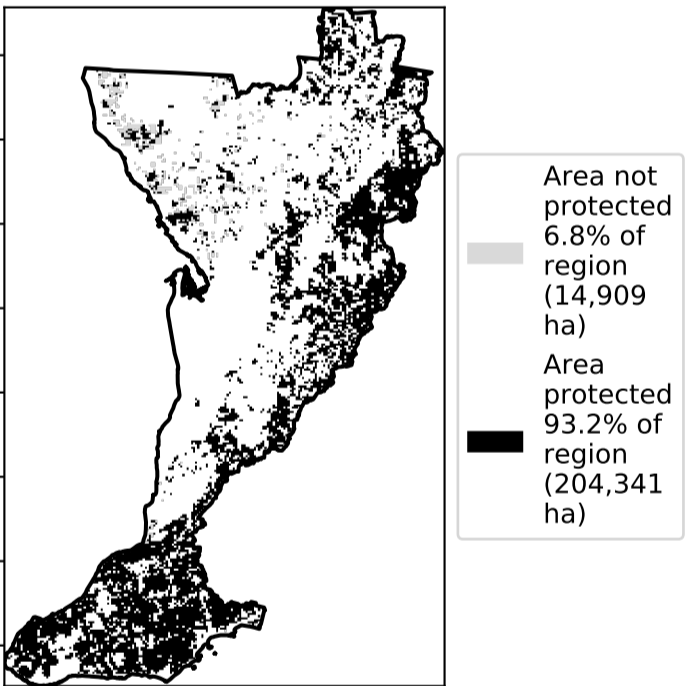 Area not
protected
6.8% of
region
(14,909
ha)
Area
protected
93.2% of
region
(204,341
ha)